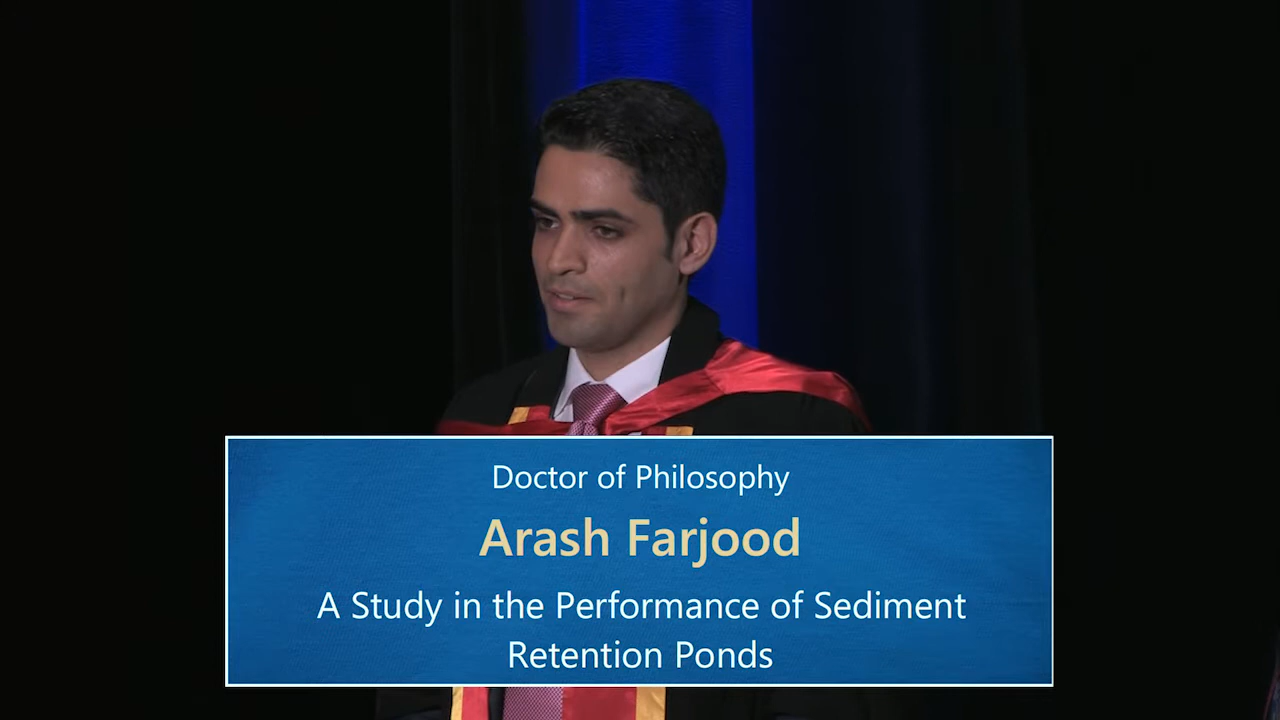 Doctor of Philosophy
Arash Farjood
A Study in the Performance of Sediment
Retention Ponds